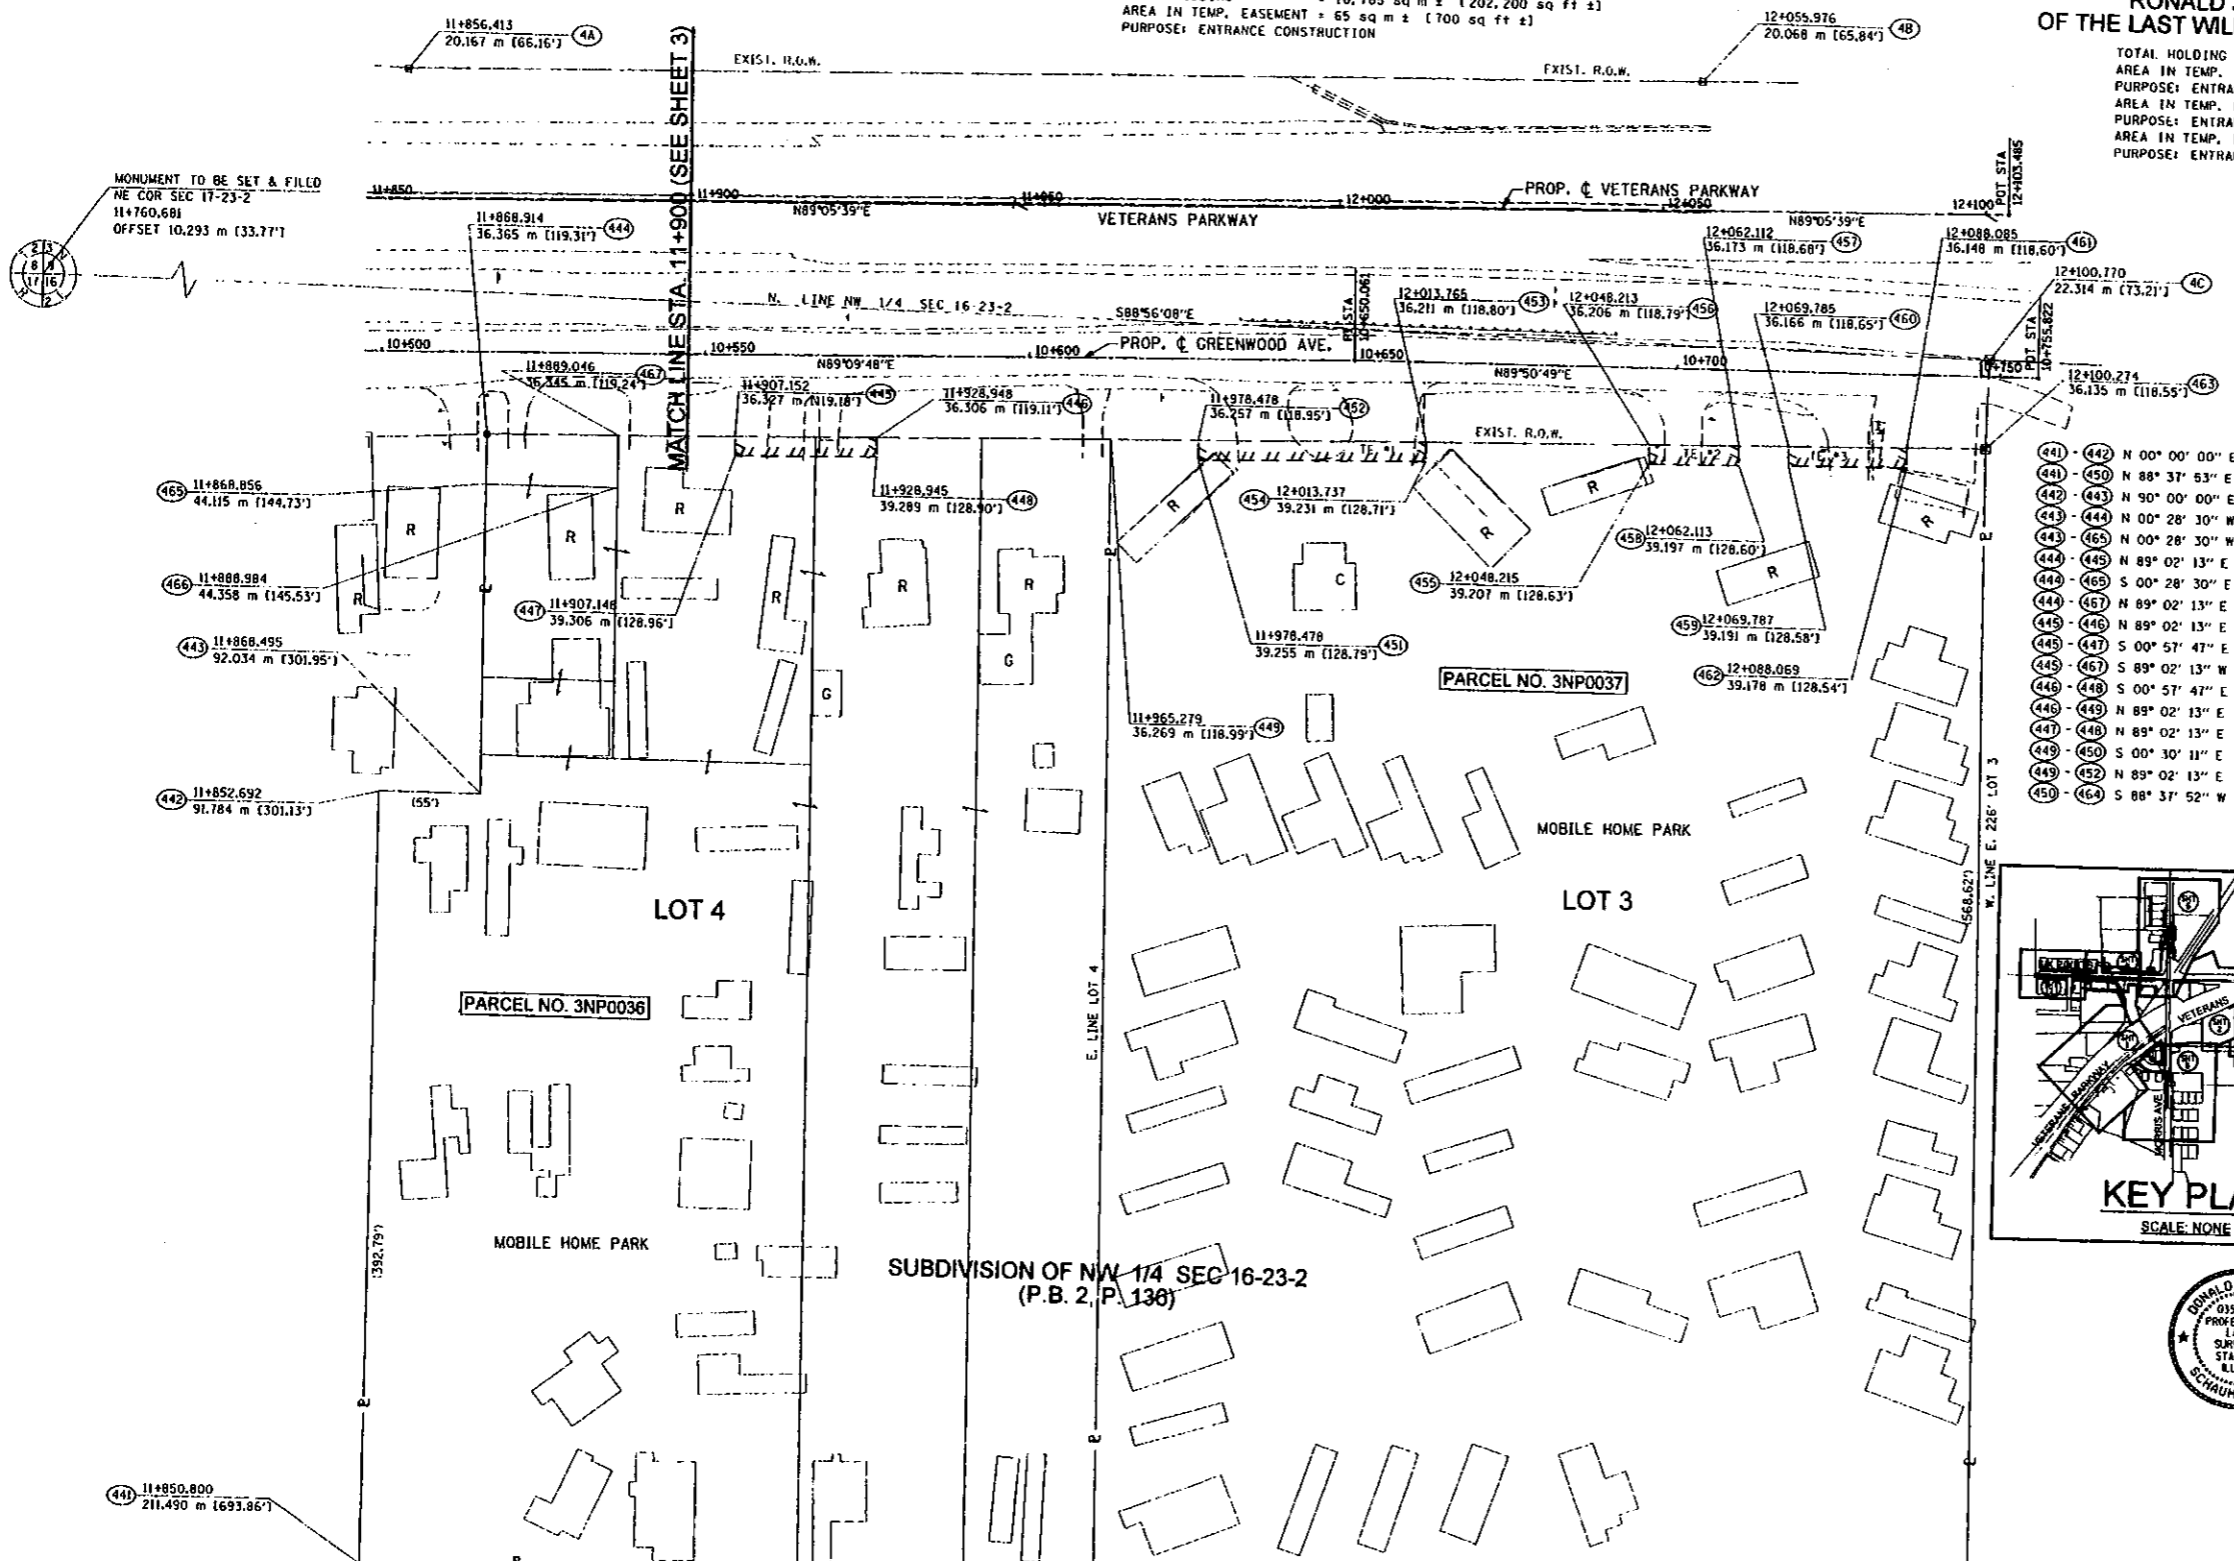 AREA IN TEMP. EASEMENT = 65 sq m ± [700 sq ft ±]
PURPOSE: ENTRANCE CONSTRUCTION
11+856.413
20.167 m [66.16']
4A
12+055.976
20.068 m [65.84']
4B
OF THE LAST WIL
TOTAL HOLDING
AREA IN TEMP.
PURPOSE: ENTRA
AREA IN TEMP.
PURPOSE: ENTRA
AREA IN TEMP.
PURPOSE: ENTRA
EXIST. R.O.W.
EXIST. R.O.W.
MATCH LINE STA. 11+900 (SEE SHEET 3)
MONUMENT TO BE SET & FILED
NE COR SEC 17-23-2
11+760.681
OFFSET 10.293 m [33.77']
11+850
11+900
11+950
12+000
12+050
12+100
POT STA
12+103.485
PROP. ℄ VETERANS PARKWAY
N89°05'39"E
VETERANS PARKWAY
N89°05'39"E
11+868.914
36.365 m [119.31']
444
12+062.112
36.173 m [118.68']
457
12+088.085
36.148 m [118.60']
461
12+100.770
22.314 m [73.21']
4C
N. LINE NW 1/4 SEC 16-23-2
S88°56'08"E
10+650.061
12+013.765
36.211 m [118.80']
453
12+048.213
36.206 m [118.79']
456
12+069.785
36.166 m [118.65']
460
POT STA
10+755.822
10+500
10+550
10+600
PROP. ℄ GREENWOOD AVE.
10+650
10+700
10+750
N89°09'48"E
N89°50'49"E
11+889.046
36.345 m [119.24']
467
11+907.152
36.327 m [119.18']
445
11+928.948
36.306 m [119.11']
446
11+978.478
36.257 m [118.95']
452
12+100.274
36.135 m [118.55']
463
EXIST. R.O.W.
465
11+868.856
44.115 m [144.73']
11+928.945
39.289 m [128.90']
448
454
12+013.737
39.231 m [128.71']
458
12+062.113
39.197 m [128.60']
466
11+888.984
44.358 m [145.53']
447
11+907.148
39.306 m [128.96']
455
12+048.215
39.207 m [128.63']
443
11+868.495
92.034 m [301.95']
11+978.478
39.255 m [128.79']
451
459
12+069.787
39.191 m [128.58']
462
12+088.069
39.178 m [128.54']
PARCEL NO. 3NP0037
11+965.279
36.269 m [118.99']
449
442
11+852.692
91.784 m [301.13']
(55')
R
R
R
R
R
R
R
G
G
R
R
R
R
R
C
441 - 442 N 00° 00' 00" E
441 - 450 N 88° 37' 53" E
442 - 443 N 90° 00' 00" E
443 - 444 N 00° 28' 30" W
443 - 465 N 00° 28' 30" W
444 - 445 N 89° 02' 13" E
444 - 465 S 00° 28' 30" E
444 - 467 N 89° 02' 13" E
445 - 446 N 89° 02' 13" E
445 - 447 S 00° 57' 47" E
445 - 467 S 89° 02' 13" W
446 - 448 S 00° 57' 47" E
446 - 449 N 89° 02' 13" E
447 - 448 N 89° 02' 13" E
449 - 450 S 00° 30' 11" E
449 - 452 N 89° 02' 13" E
450 - 464 S 88° 37' 52" W
MOBILE HOME PARK
LOT 4
LOT 3
(568.62')
W. LINE E. 226' LOT 3
PARCEL NO. 3NP0036
E. LINE LOT 4
VETERANS
VETERANS PARKWAY
MORRIS AVE
KEY PLA
SCALE: NONE
(392.79')
MOBILE HOME PARK
SUBDIVISION OF NW 1/4 SEC 16-23-2
(P.B. 2, P. 136)
DONALD
441
11+850.800
211.490 m [693.86']